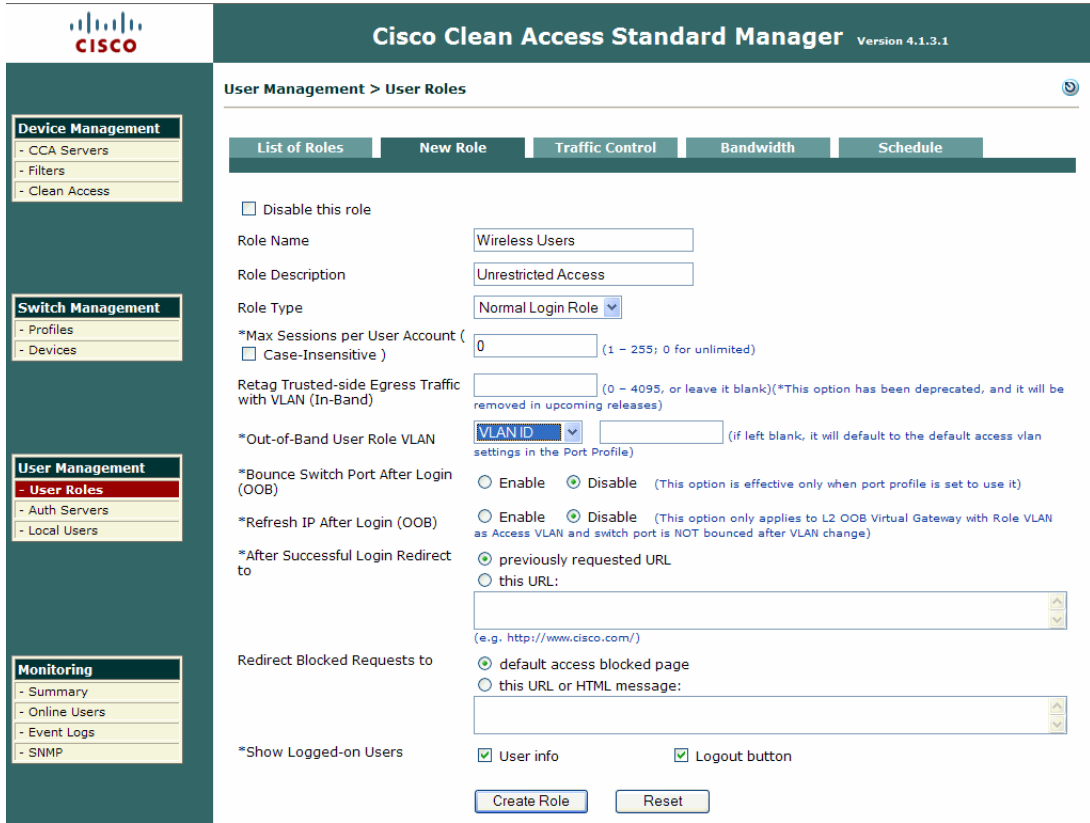 CISCO
Cisco Clean Access Standard Manager Version 4.1.3.1
User Management > User Roles
Device Management
- CCA Servers
- Filters
- Clean Access
Switch Management
- Profiles
- Devices
User Management
- User Roles
- Auth Servers
- Local Users
Monitoring
- Summary
- Online Users
- Event Logs
- SNMP
List of Roles New Role Traffic Control Bandwidth Schedule
Disable this role
Role Name Wireless Users
Role Description Unrestricted Access
Role Type Normal Login Role
*Max Sessions per User Account (
Case-Insensitive ) 0 (1 – 255; 0 for unlimited)
Retag Trusted-side Egress Traffic
with VLAN (In-Band) (0 – 4095, or leave it blank)(*This option has been deprecated, and it will be
removed in upcoming releases)
*Out-of-Band User Role VLAN VLAN ID (if left blank, it will default to the default access vlan
settings in the Port Profile)
*Bounce Switch Port After Login
(OOB) Enable Disable (This option is effective only when port profile is set to use it)
*Refresh IP After Login (OOB) Enable Disable (This option only applies to L2 OOB Virtual Gateway with Role VLAN
as Access VLAN and switch port is NOT bounced after VLAN change)
*After Successful Login Redirect
to previously requested URL
this URL:
(e.g. http://www.cisco.com/)
Redirect Blocked Requests to default access blocked page
this URL or HTML message:
*Show Logged-on Users User info Logout button
Create Role Reset